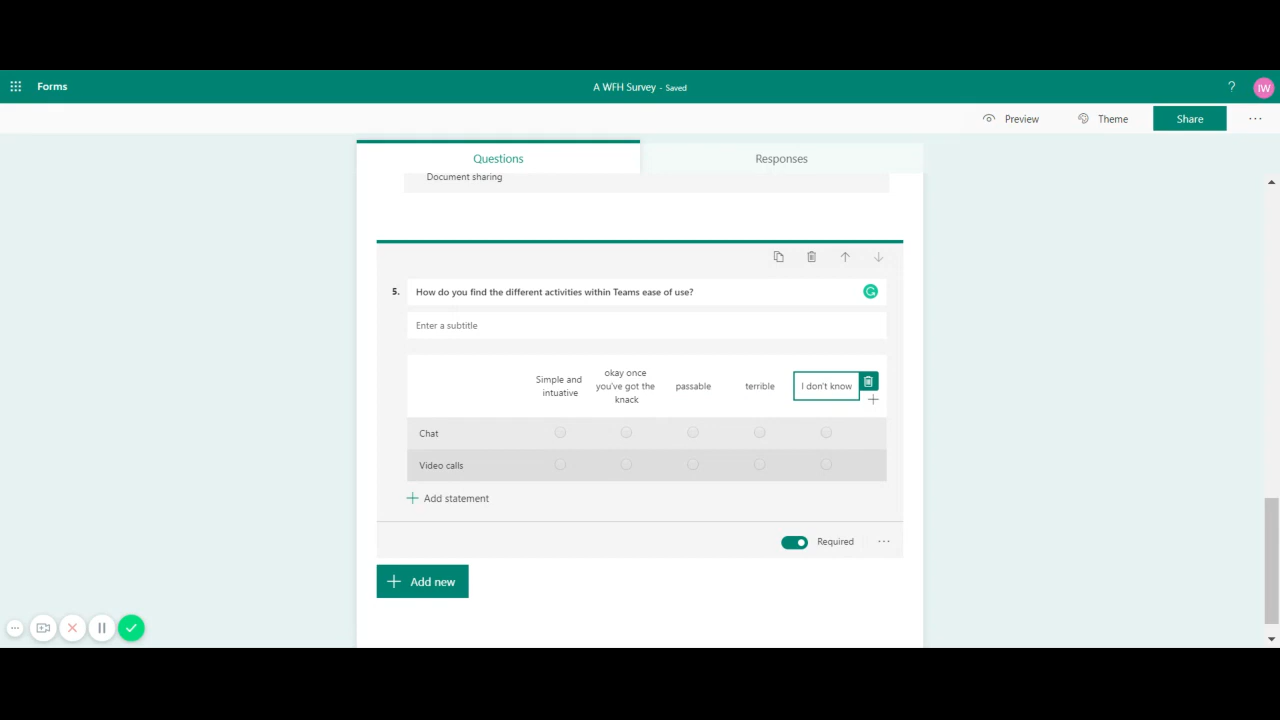 Forms
A WFH Survey - Saved
?
IW
Preview
Theme
Share
Questions
Responses
Document sharing
5.
How do you find the different activities within Teams ease of use?
Enter a subtitle
Simple and
intuative
okay once
you've got the
knack
passable
terrible
I don't know
Chat
Video calls
Add statement
Required
Add new